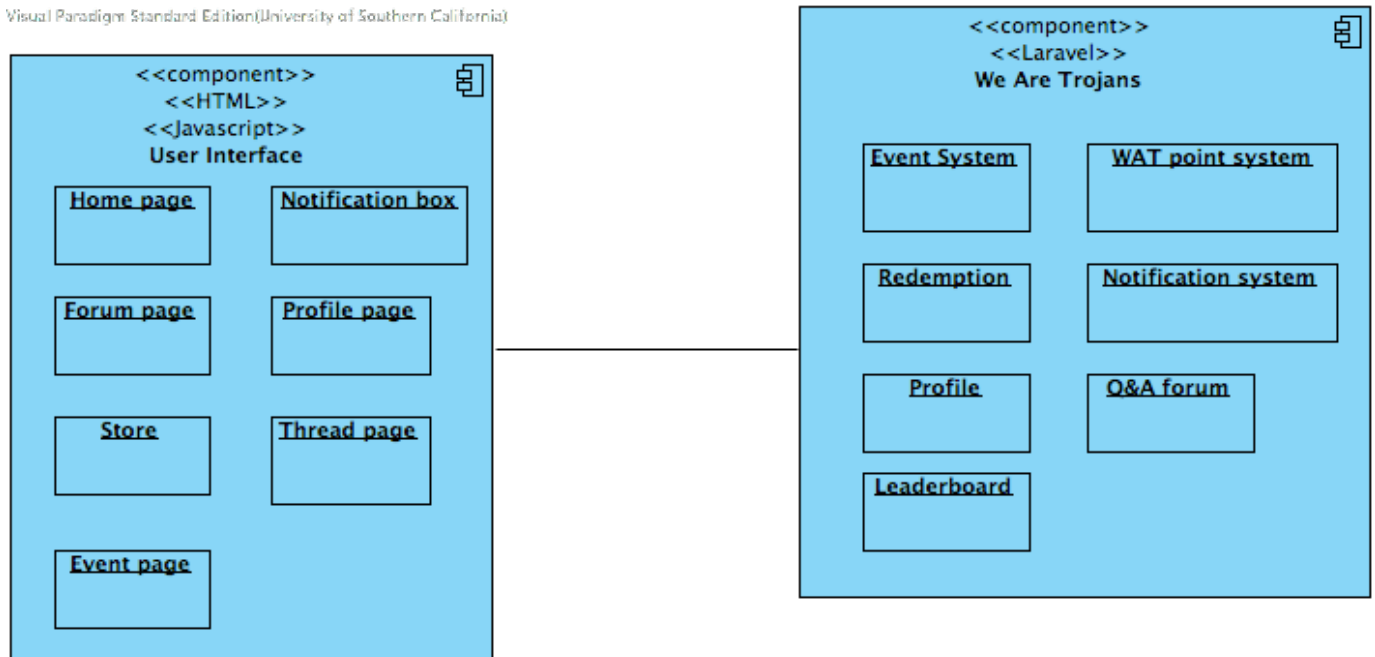 Visual Paradigm Standard Edition(University of Southern California)
<<component>>
<<HTML>>
<<Javascript>>
User Interface
Home page
Notification box
Forum page
Profile page
Store
Thread page
Event page
<<component>>
<<Laravel>>
We Are Trojans
Event System
WAT point system
Redemption
Notification system
Profile
Q&A forum
Leaderboard